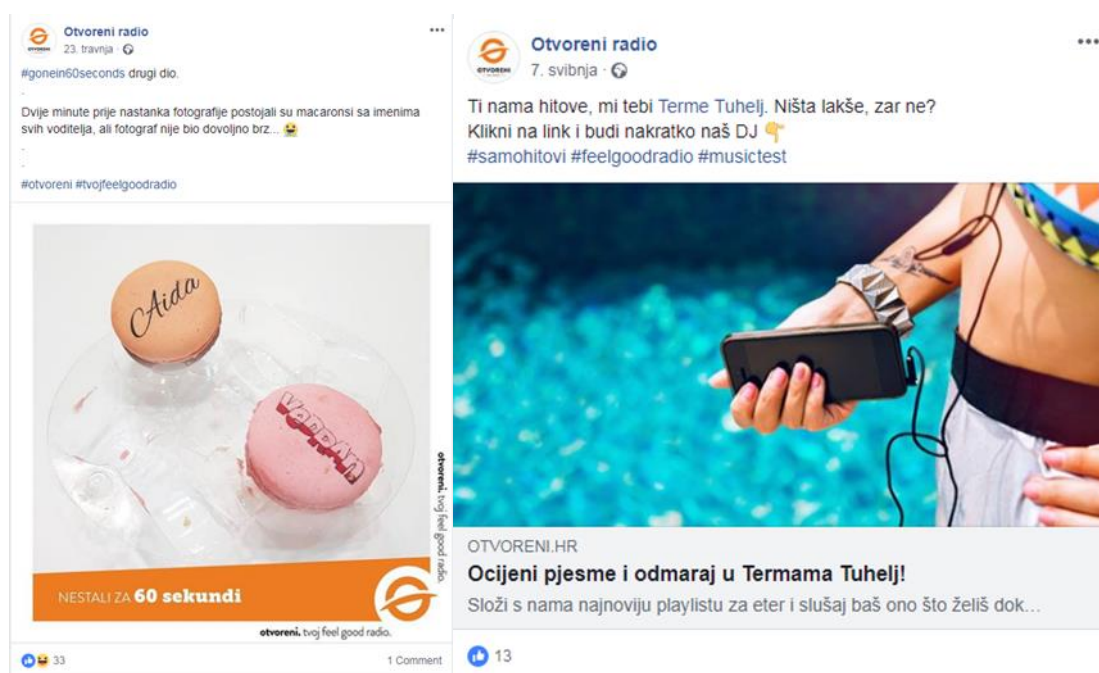 Otvoreni radio
23. travnja
#gonein60seconds drugi dio.
.
Dvije minute prije nastanka fotografije postojali su macaronsi sa imenima
svih voditelja, ali fotograf nije bio dovoljno brz...
.
.
#otvoreni #tvojfeelgoodradio
Aida
VEDRAN
otvoreni. tvoj feel good radio.
NESTALI ZA 60 sekundi
otvoreni. tvoj feel good radio.
33
1 Comment
OTVORENI
Otvoreni radio
7. svibnja
Ti nama hitove, mi tebi Terme Tuhelj. Ništa lakše, zar ne?
Klikni na link i budi nakratko naš DJ
#samohitovi #feelgoodradio #musictest
OTVORENI.HR
Ocijeni pjesme i odmaraj u Termama Tuhelj!
Složi s nama najnoviju playlistu za eter i slušaj baš ono što želiš dok...
13